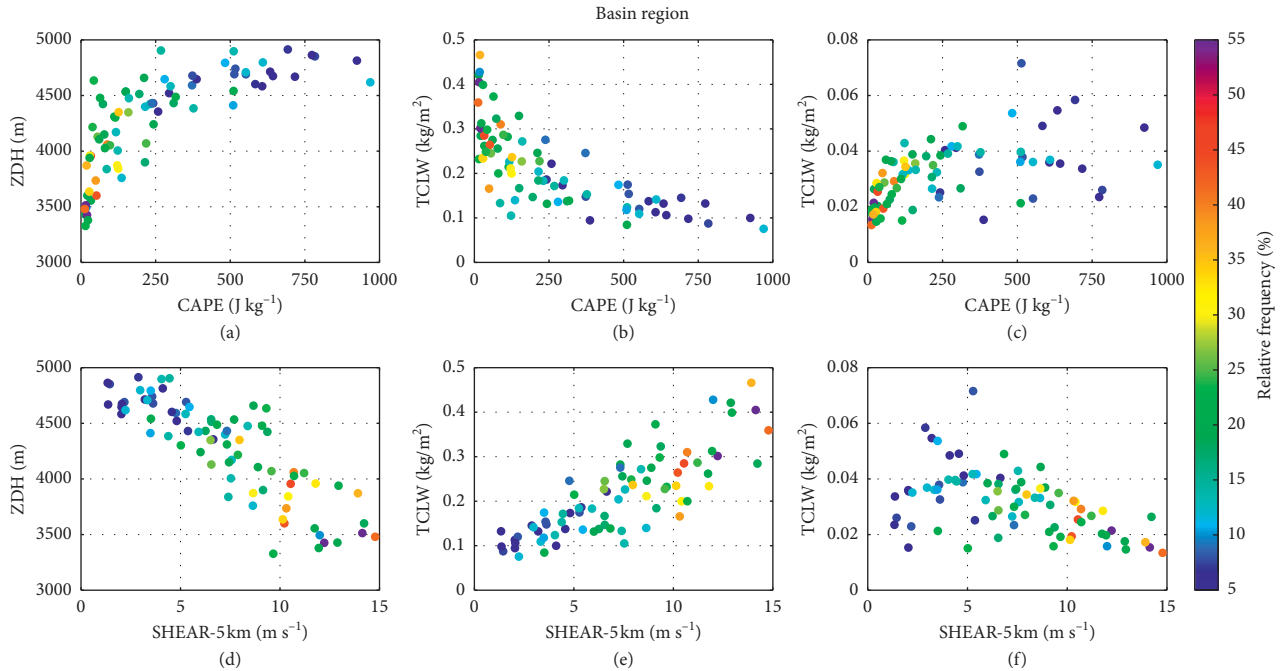 Basin region
5000
4500
4000
3500
3000
ZDH (m)
0 250 500 750 1000
CAPE (J kg⁻¹)
(a)
0.5
0.4
0.3
0.2
0.1
0
TCLW (kg/m²)
0 250 500 750 1000
CAPE (J kg⁻¹)
(b)
0.08
0.06
0.04
0.02
0
TCLW (kg/m²)
0 250 500 750 1000
CAPE (J kg⁻¹)
(c)
5000
4500
4000
3500
3000
ZDH (m)
0 5 10 15
SHEAR-5km (m s⁻¹)
(d)
0.5
0.4
0.3
0.2
0.1
0
TCLW (kg/m²)
0 5 10 15
SHEAR-5km (m s⁻¹)
(e)
0.08
0.06
0.04
0.02
0
TCLW (kg/m²)
0 5 10 15
SHEAR-5km (m s⁻¹)
(f)
55
50
45
40
35
30
25
20
15
10
5
Relative frequency (%)